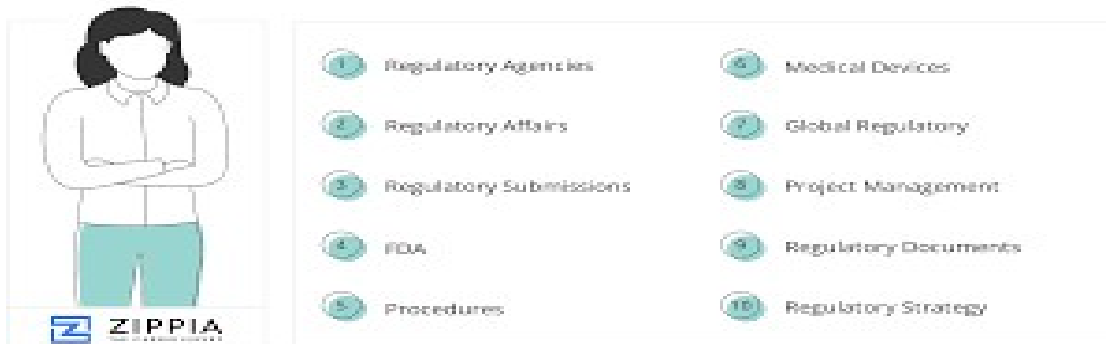 1 Regulatory Agencies
2 Regulatory Affairs
3 Regulatory Submissions
4 FDA
5 Procedures
6 Medical Devices
7 Global Regulatory
8 Project Management
9 Regulatory Documents
10 Regulatory Strategy
ZIPPIA